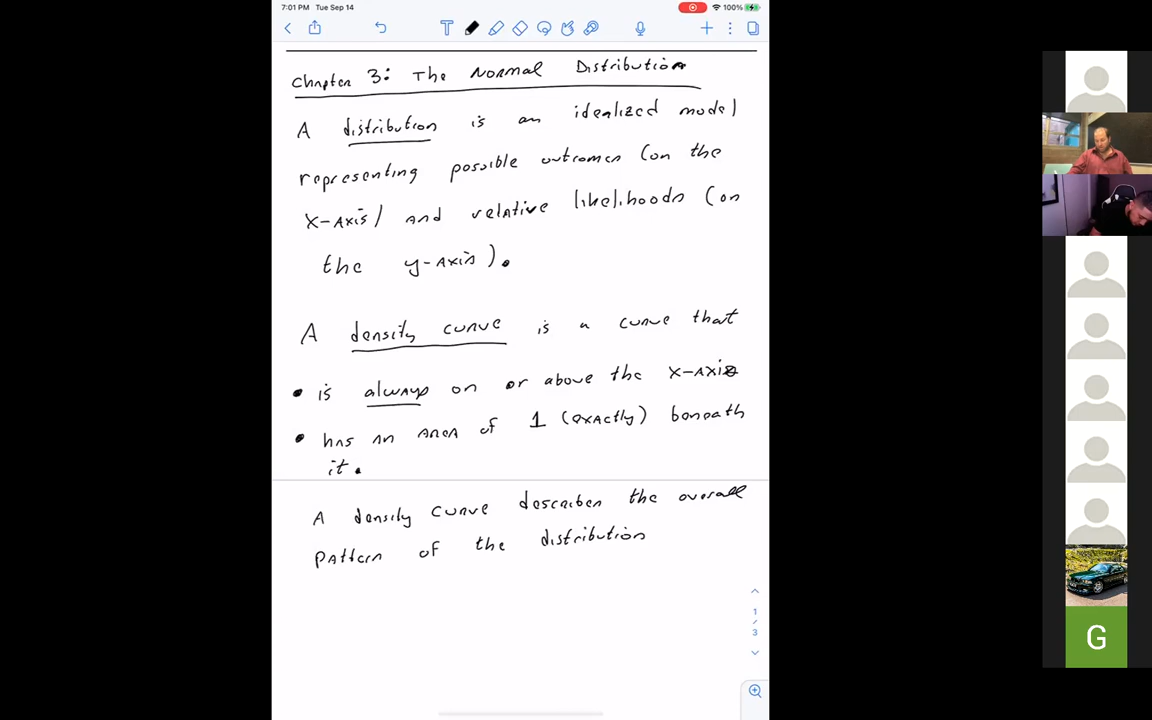 7:01 PM Tue Sep 14
100%
T
Chapter 3: The Normal Distribution
A distribution is an idealized model
representing possible outcomes (on the
x-axis) and relative likelihoods (on
the y-axis).
A density curve is a curve that
• is always on or above the x-axis
• has an area of 1 (exactly) beneath
it.
A density curve describes the overall
pattern of the distribution
1
/
3
G